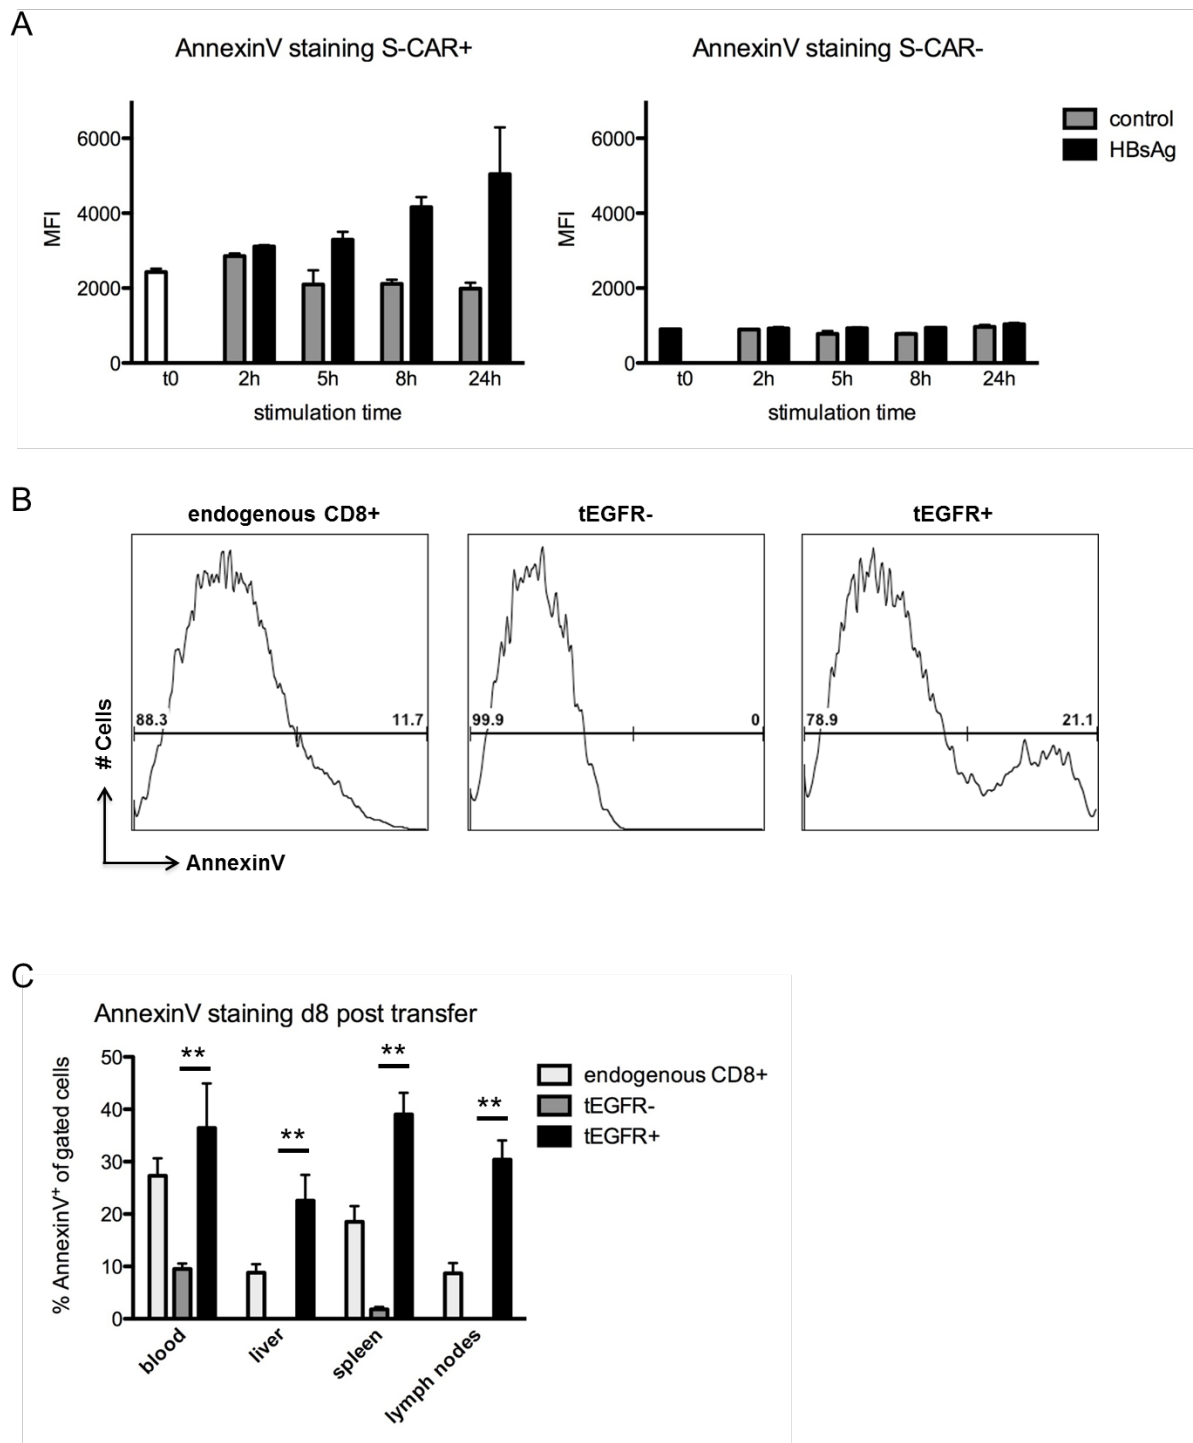 A
AnnexinV staining S-CAR+
AnnexinV staining S-CAR-
control
HBsAg
MFI
6000
4000
2000
0
t0 2h 5h 8h 24h
stimulation time
MFI
6000
4000
2000
0
t0 2h 5h 8h 24h
stimulation time
B
endogenous CD8+
tEGFR-
tEGFR+
88.3 11.7
99.9 0
78.9 21.1
# Cells
AnnexinV
C
AnnexinV staining d8 post transfer
% AnnexinV⁺ of gated cells
50
40
30
20
10
0
**
**
**
**
endogenous CD8+
tEGFR-
tEGFR+
blood
liver
spleen
lymph nodes